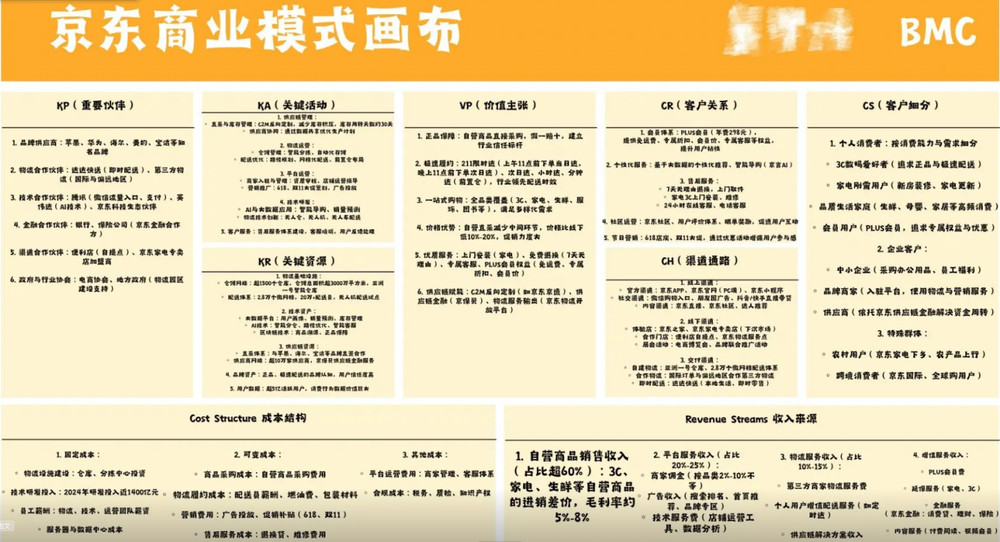 京东商业模式画布
BMC
KP（重要伙伴）
1. 品牌供应商：苹果、华为、海尔、美的、宝洁等知
名品牌
2. 物流合作伙伴：达达快送（即时配送）、第三方物
流（国际与偏远地区）
3. 技术合作伙伴：腾讯（微信流量入口、支付）、英
伟达（AI技术）、京东科技生态伙伴
4. 金融合作伙伴：银行、保险公司（京东金融合作
方）
5. 渠道合作伙伴：便利店（自提点）、京东家电专卖
店加盟商
6. 政府与行业协会：电商协会、地方政府（物流园区
建设支持）
KA（关键活动）
1. 供应链管理：
◦ 直采与库存管理：C2M反向定制，减少库存积压，库存周转天数约30天
◦ 供应商协同：通过数据共享优化生产计划
2. 物流运营：
◦ 仓储管理：智能分拣、自动化存储
◦ 配送优化：路径规划、网格化配送、前置仓布局
3. 平台运营：
◦ 商家入驻与管理：资质审核、店铺运营指导
◦ 营销推广：618、双11大促策划，广告投放
4. 技术研发：
◦ AI与大数据应用：智能导购、销量预测
◦ 物流技术创新：无人仓、无人机、无人车配送
5. 客户服务：售后服务体系建设，客服培训，用户反馈处理
KR（关键资源）
1. 物流基础设施：
◦ 仓储网络：超1500个仓库，仓储总面积超3000万平方米，亚洲
一号智能仓库
◦ 配送体系：2.8万个微网格，20万+配送员，无人机配送试点
2. 技术资产：
◦ 大数据平台：用户画像、销量预测、库存管理
◦ AI技术：智能分仓、路径优化、智能客服
◦ 区块链技术：商品溯源、正品保障
3. 供应链资源：
◦ 直采体系：与苹果、海尔、宝洁等品牌直签合作
◦ 供应商网络：超10万家供应商，京保贝供应链金融服务
4. 品牌资产：正品、极速配送的品牌认知，用户信任度高
5. 用户数据：超5亿活跃用户，消费行为数据价值巨大
VP（价值主张）
1. 正品保障：自营商品直接采购，假一赔十，建立
行业信任标杆
2. 极速履约：211限时达（上午11点前下单当日达，
晚上11点前下单次日达）、次日达、小时达、分钟
达（前置仓），行业领先配送时效
3. 一站式购物：全品类覆盖（3C、家电、生鲜、服
饰、图书等），满足多样化需求
4. 价格优势：自营直采减少中间环节，价格比线下
低10%-20%，促销力度大
5. 优质服务：上门安装（家电）、免费退换（7天无
理由）、专属客服、PLUS会员权益（免运费、专属
折扣、会员价）
6. 供应链赋能：C2M反向定制（如京东京造）、供
应链金融（京保贝）、物流服务输出（京东物流开
放平台）
CR（客户关系）
1. 会员体系：PLUS会员（年费298元），
提供免运费、专属折扣、会员价、专属客服等权益，
提升用户粘性
2. 个性化服务：基于大数据的个性化推荐、智能导购（京言AI）
3. 售后服务：
◦ 7天无理由退换，上门取件
◦ 家电3C上门安装、维修
◦ 24小时在线客服、电话客服
4. 社区运营：京东社区、用户评价体系、晒单奖励，促进用户互动
5. 节日营销：618店庆、双11大促，通过优惠活动增强用户参与感
CH（渠道通路）
1. 线上渠道：
◦ 官方渠道：京东APP、京东官网（PC端）、京东小程序
◦ 社交渠道：微信购物入口、朋友圈广告、抖音/快手直播带货
◦ 内容渠道：京东直播、京东社区、达人推荐
2. 线下渠道：
◦ 体验店：京东之家、京东家电专卖店（下沉市场）
◦ 合作门店：便利店自提点、京东物流服务点
◦ 展会活动：电商博览会、品牌联合推广活动
3. 交付渠道：
◦ 自建物流：亚洲一号仓库、2.8万个微网格配送体系
◦ 合作物流：国际订单与偏远地区合作第三方物流
◦ 即时配送：达达快送（本地生活、即时零售）
CS（客户细分）
1. 个人消费者：按消费能力与需求细分
◦ 3C数码爱好者（追求正品与极速配送）
◦ 家电刚需用户（新房装修、家电更新）
◦ 品质生活家庭（生鲜、母婴、家居等高频消费）
◦ 会员用户（PLUS会员，追求专属权益与优惠）
2. 企业客户：
◦ 中小企业（采购办公用品、员工福利）
◦ 品牌商家（入驻平台，使用物流与营销服务）
◦ 供应商（依托京东供应链金融解决资金周转）
3. 特殊群体：
◦ 农村用户（京东家电下乡、农产品上行）
◦ 跨境消费者（京东国际、全球购用户）
Cost Structure 成本结构
1. 固定成本：
◦ 物流设施建设：仓库、分拣中心投资
◦ 技术研发投入：2024年研发投入近1400亿元
◦ 员工薪酬：物流、技术、运营团队薪资
◦ 服务器与数据中心成本
2. 可变成本：
◦ 商品采购成本：自营商品采购费用
◦ 物流履约成本：配送员薪酬、燃油费、包装材料
◦ 营销费用：广告投放、促销补贴（618、双11）
◦ 售后服务成本：退换货、维修费用
3. 其他成本：
◦ 平台运营费用：商家管理、客服体系
◦ 合规成本：税务、质检、知识产权
Revenue Streams 收入来源
1. 自营商品销售收入
（占比超60%）：3C、
家电、生鲜等自营商品
的进销差价，毛利率约
5%-8%
2. 平台服务收入（占比
20%-25%）：
◦ 商家佣金（按品类2%-10%不
等）
◦ 广告收入（搜索排名、首页推
荐、品牌专区）
◦ 技术服务费（店铺运营工
具、数据分析）
3. 物流服务收入（占比
10%-15%）：
◦ 第三方商家物流服务费
◦ 个人用户增值配送服务（如定
时达）
◦ 供应链解决方案收入
4. 增值服务收入：
◦ PLUS会员费
◦ 延保服务（家电、3C）
◦ 金融服务
（京东金融：消费贷、理财、保险）
◦ 内容服务（付费阅读、视频会员）